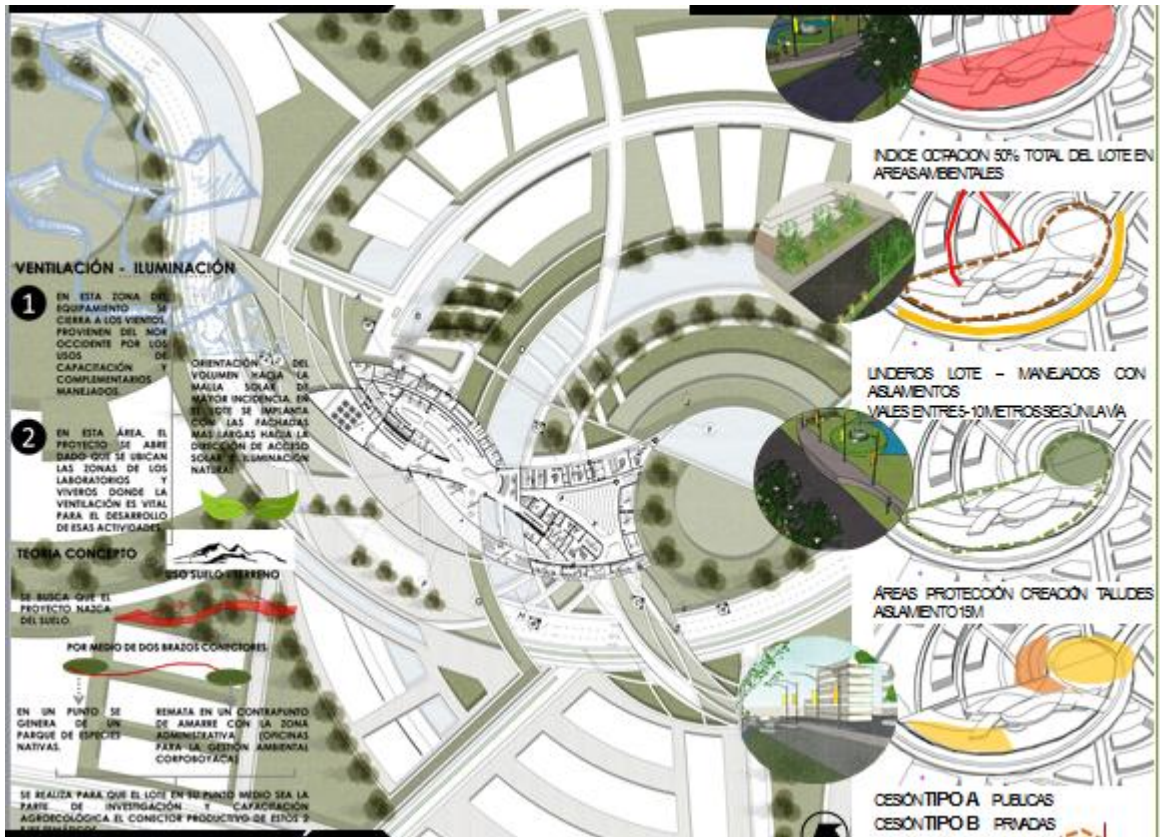 VENTILACIÓN - ILUMINACIÓN
1
EN ESTA ZONA DEL
EQUIPAMIENTO SE
CIERRA A LOS VIENTOS,
PROVIENEN DEL NOR
OCCIDENTE POR LOS
USOS DE
CAPACITACIÓN Y
COMPLEMENTARIOS
MANEJADOS.
2
EN ESTA ÁREA, EL
PROYECTO SE ABRE
DADO QUE SE UBICAN
LAS ZONAS DE LOS
LABORATORIOS Y
VIVEROS DONDE LA
VENTILACIÓN ES VITAL
PARA EL DESARROLLO
DE ESAS ACTIVIDADES.
ORIENTACIÓN DEL
VOLUMEN HACIA LA
MALLA SOLAR DE
MAYOR INCIDENCIA. EN
EL LOTE SE IMPLANTA
CON LAS FACHADAS
MAS LARGAS HACIA LA
DIRECCIÓN DE ACCESO
SOLAR E ILUMINACIÓN
NATURAL
TEORIA CONCEPTO
USO SUELO - TERRENO
SE BUSCA QUE EL
PROYECTO NAZCA
DEL SUELO.
POR MEDIO DE DOS BRAZOS CONECTORES
EN UN PUNTO SE
GENERA DE UN
PARQUE DE ESPECIES
NATIVAS.
REMATA EN UN CONTRAPUNTO
DE AMARRE CON LA ZONA
ADMINISTRATIVA (OFICINAS
PARA LA GESTIÓN AMBIENTAL
CORPOBOYACA)
SE REALIZA PARA QUE EL LOTE EN SU PUNTO MEDIO SEA LA
PARTE DE INVESTIGACIÓN Y CAPACITACIÓN
AGROECOLÓGICA EL CONECTOR PRODUCTIVO DE ESTOS 2
INDICE OCPACION 50% TOTAL DEL LOTE EN
AREAS AMBIENTALES
LINDEROS LOTE – MANEJADOS CON
AISLAMIENTOS
VIALES ENTRE 5-10 METROS SEGÚN LA VÍA
ÁREAS PROTECCIÓN CREACIÓN TALUDES
AISLAMIENTO 15M
CESIÓN TIPO A PUBLICAS
CESIÓN TIPO B PRIVADAS